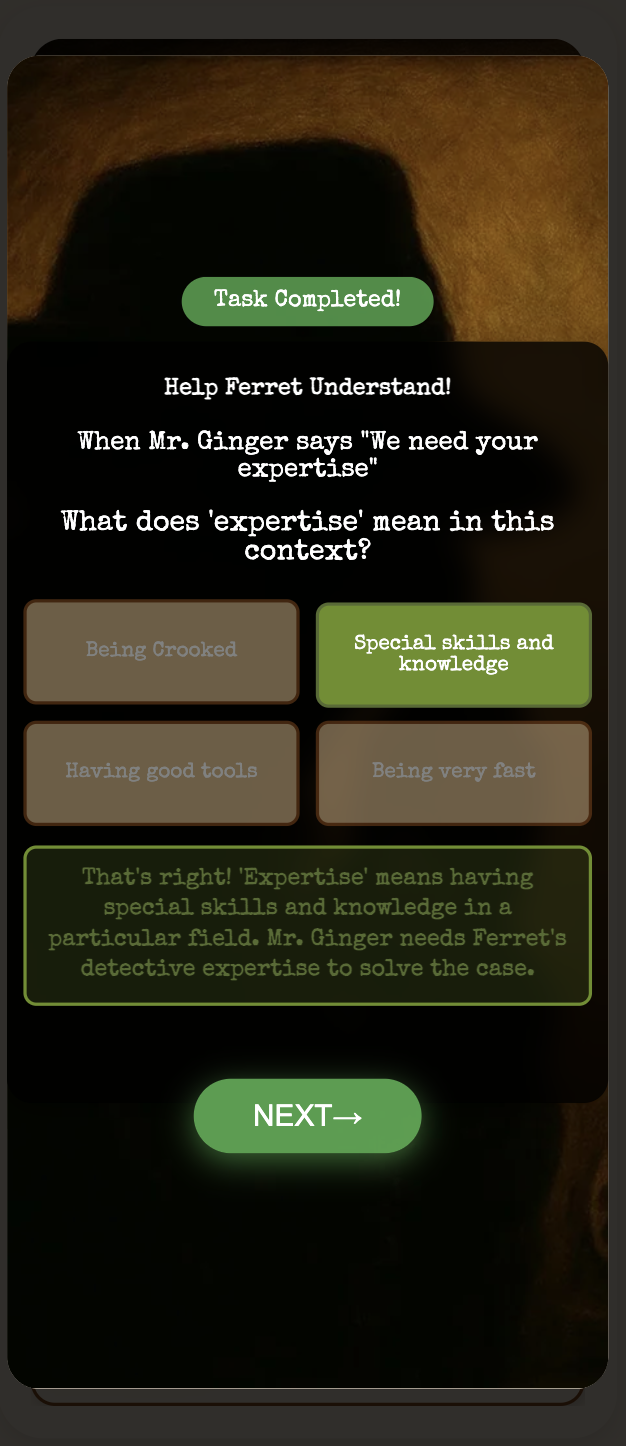 Task Completed!
Help Ferret Understand!
When Mr. Ginger says "We need your
expertise"
What does 'expertise' mean in this
context?
Being Crooked
Special skills and
knowledge
Having good tools
Being very fast
That's right! 'Expertise' means having
special skills and knowledge in a
particular field. Mr. Ginger needs Ferret's
detective expertise to solve the case.
NEXT→